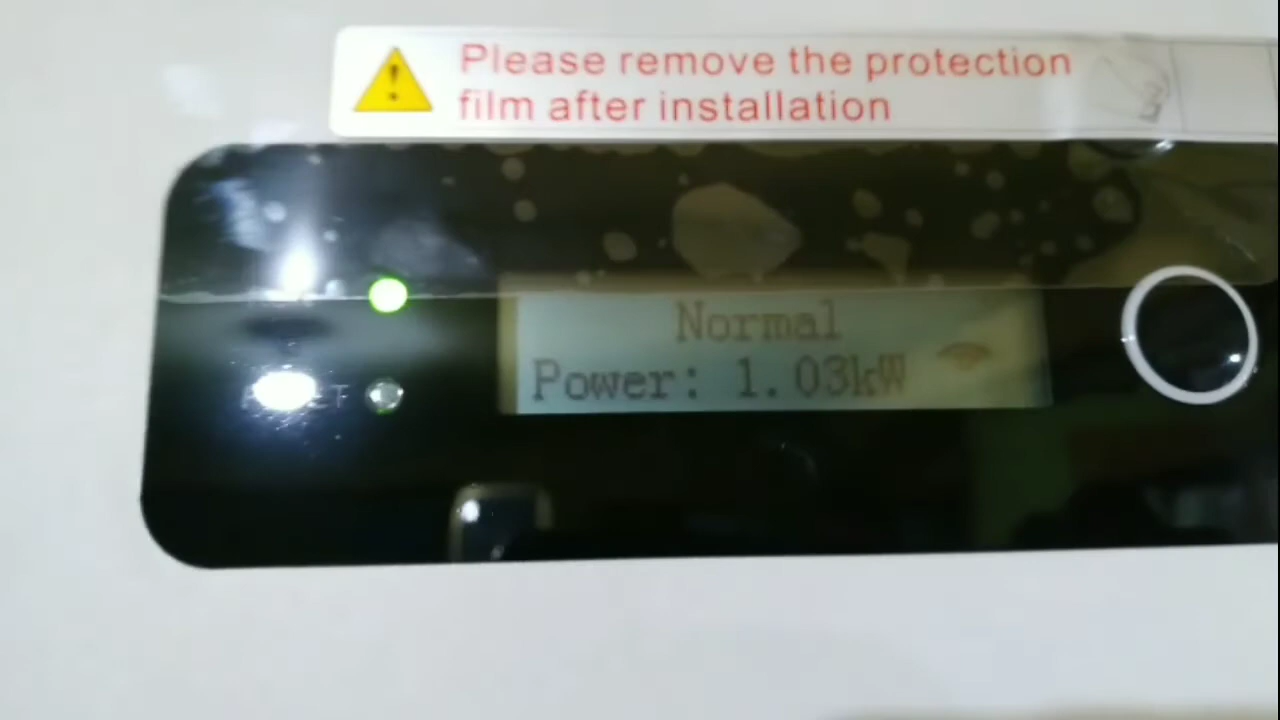 Please remove the protection
film after installation
Normal
Power: 1.03kW